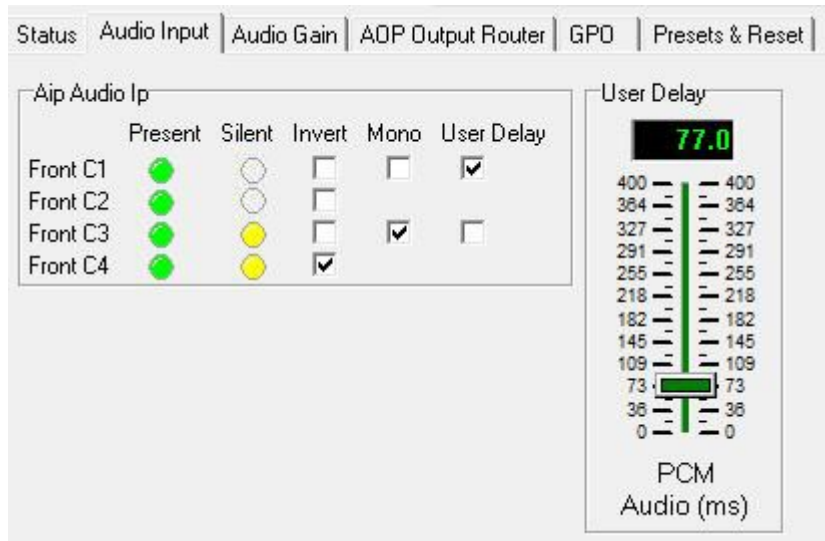 Status Audio Input Audio Gain AOP Output Router GPO Presets & Reset
Aip Audio Ip
Present Silent Invert Mono User Delay
Front C1
Front C2
Front C3
Front C4
User Delay
77.0
400 400
364 364
327 327
291 291
255 255
218 218
182 182
145 145
109 109
73 73
36 36
0 0
PCM
Audio (ms)